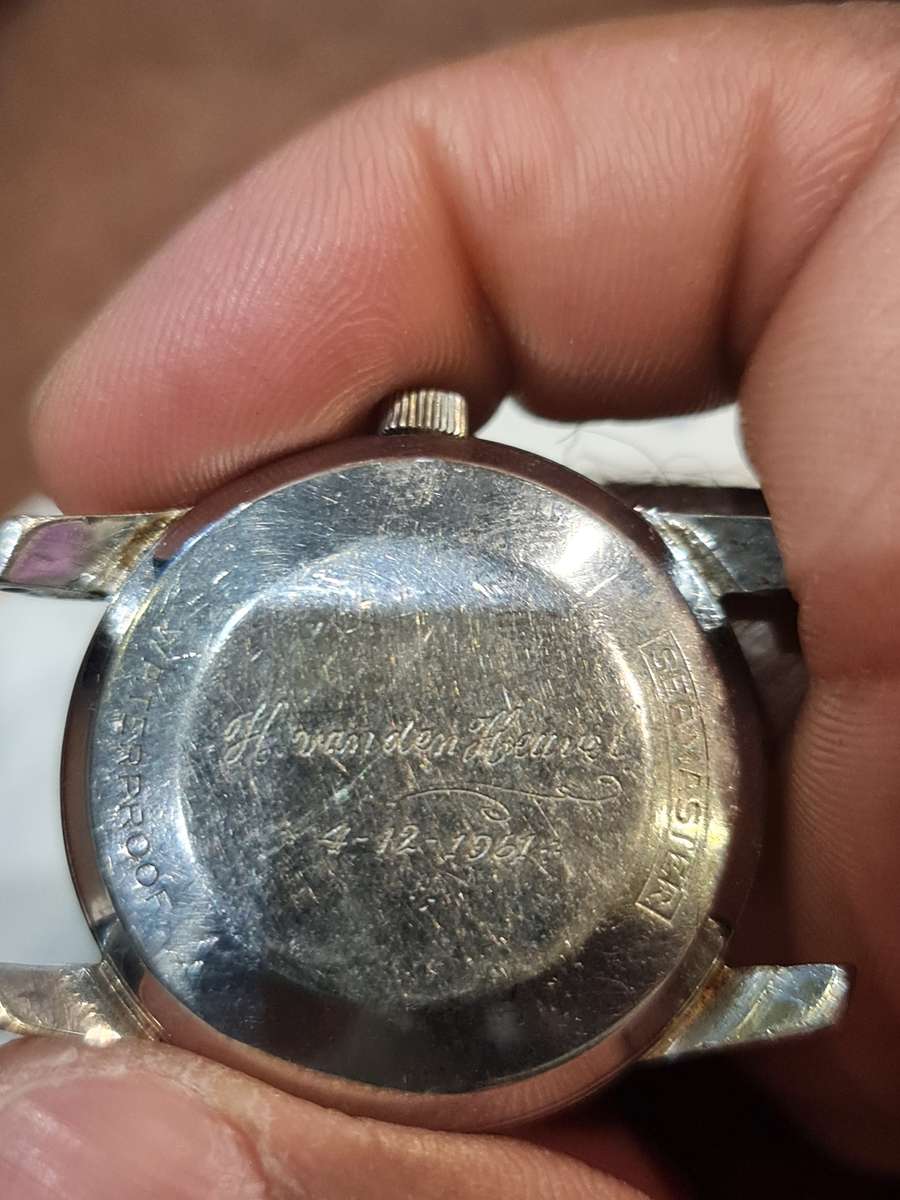 WATERPROOF
H. van den Heuvel
4-12-1961
SEAMASTER